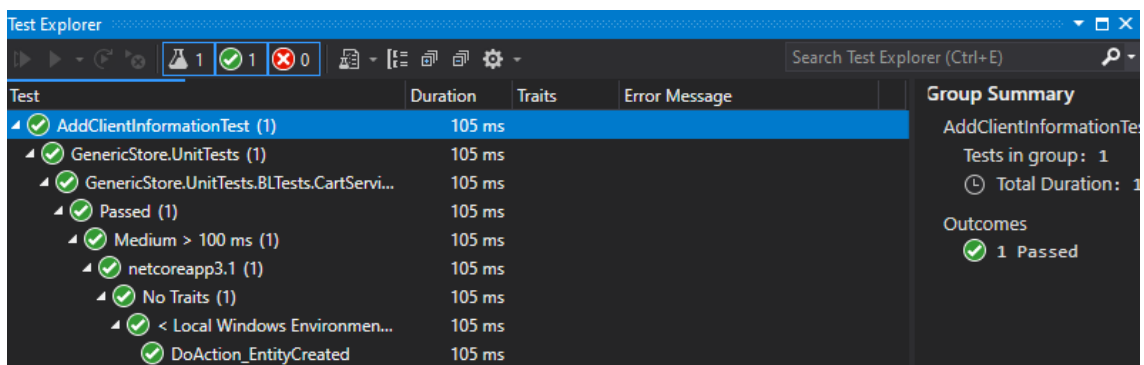 Test Explorer
1 1 0 Search Test Explorer (Ctrl+E)
Test Duration Traits Error Message
AddClientInformationTest (1) 105 ms
GenericStore.UnitTests (1) 105 ms
GenericStore.UnitTests.BLTests.CartServi... 105 ms
Passed (1) 105 ms
Medium > 100 ms (1) 105 ms
netcoreapp3.1 (1) 105 ms
No Traits (1) 105 ms
< Local Windows Environmen... 105 ms
DoAction_EntityCreated 105 ms
Group Summary
AddClientInformationTes
Tests in group: 1
Total Duration: 1
Outcomes
1 Passed